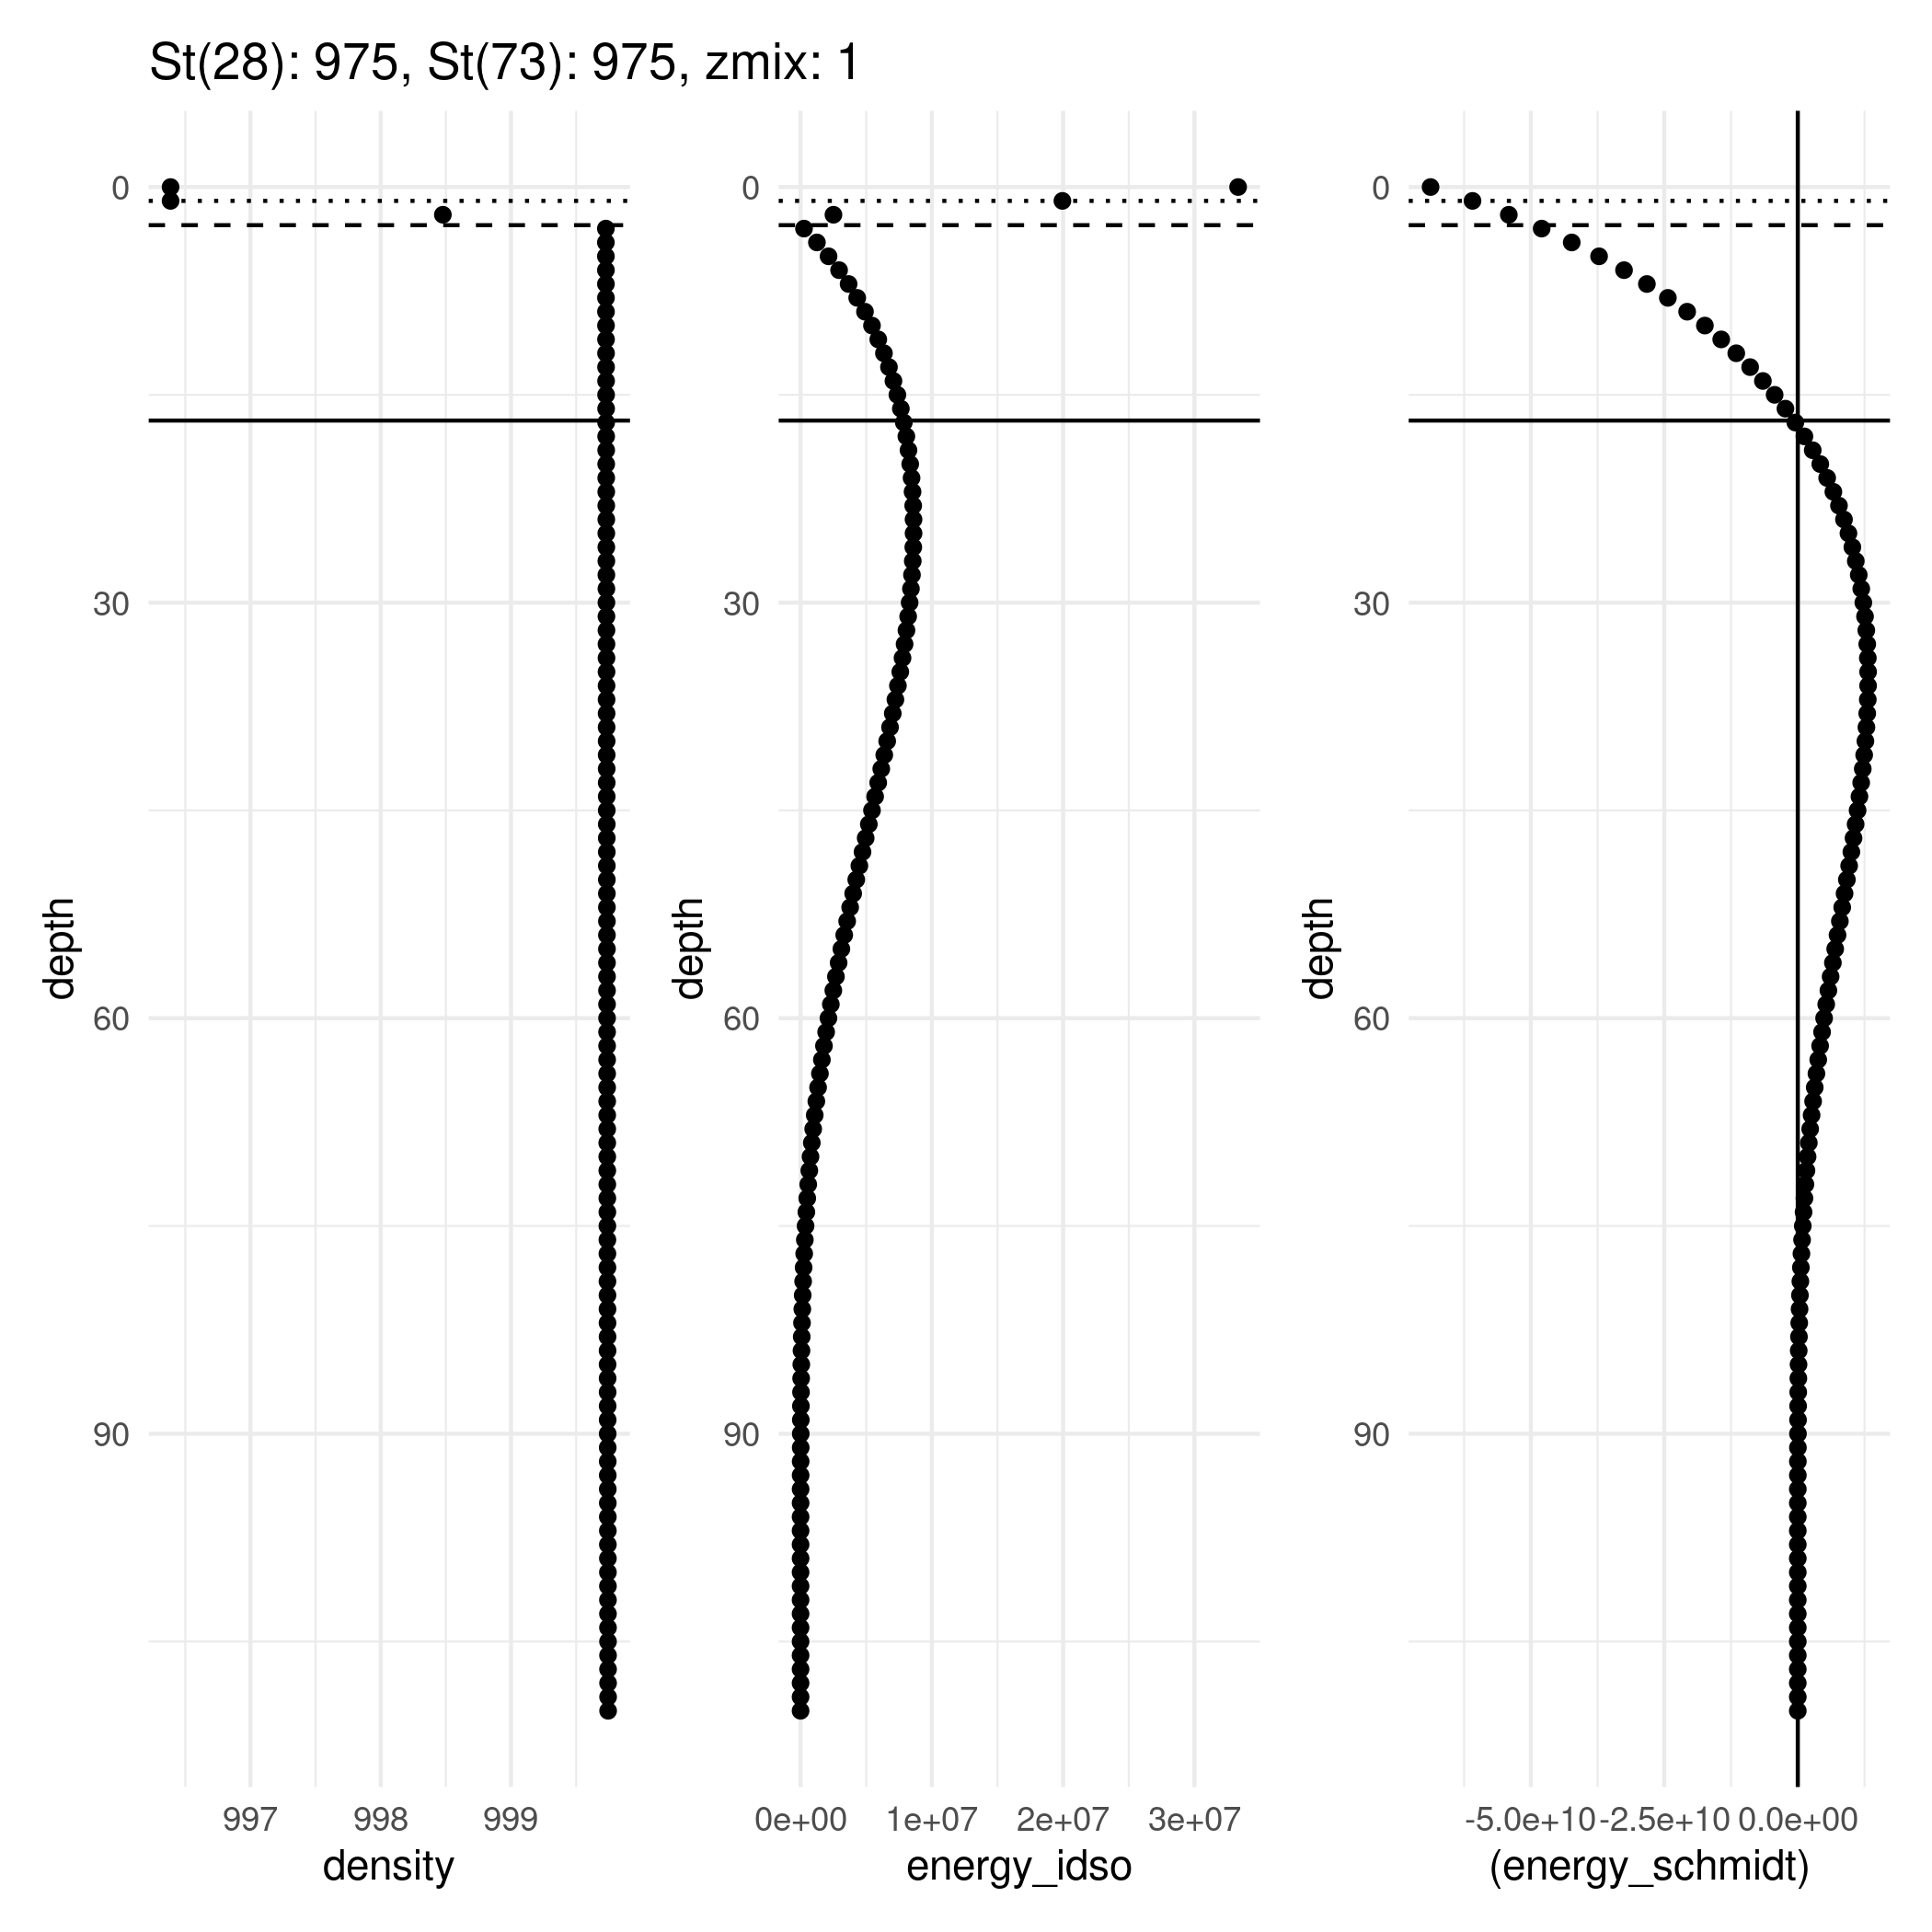 St(28): 975, St(73): 975, zmix: 1
depth
0
30
60
90
997 998 999
density
depth
0
30
60
90
0e+00 1e+07 2e+07 3e+07
energy_idso
depth
0
30
60
90
-5.0e+10 -2.5e+10 0.0e+00
(energy_schmidt)